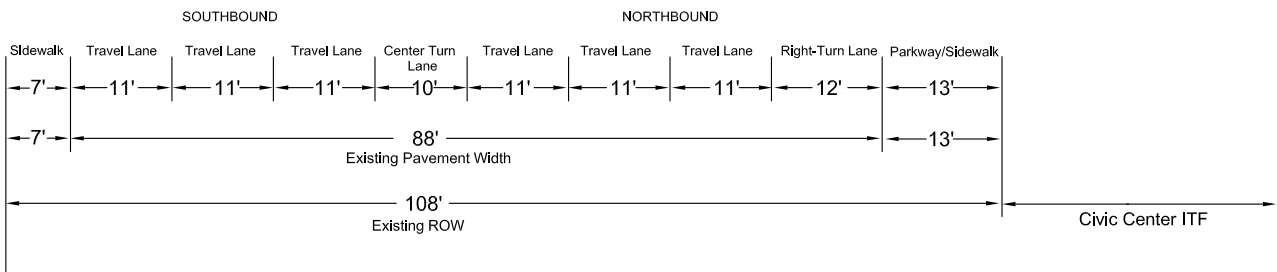 SOUTHBOUND NORTHBOUND
SIdewalk Travel Lane Travel Lane Travel Lane Center Turn Lane Travel Lane Travel Lane Travel Lane Right-Turn Lane Parkway/Sidewalk
7' 11' 11' 11' 10' 11' 11' 11' 12' 13'
7' 88' 13'
Existing Pavement Width
108'
Existing ROW
Civic Center ITF